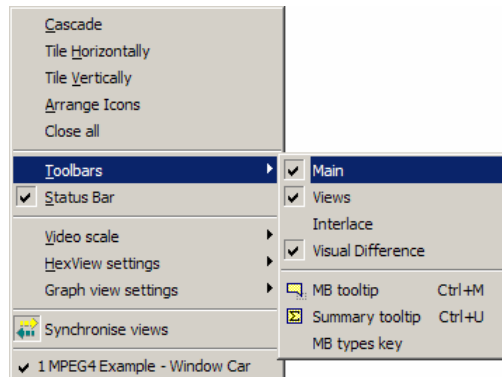 Cascade
Tile Horizontally
Tile Vertically
Arrange Icons
Close all
Toolbars
Status Bar
Video scale
HexView settings
Graph view settings
Synchronise views
1 MPEG4 Example - Window Car
Main
Views
Interlace
Visual Difference
MB tooltip Ctrl+M
Summary tooltip Ctrl+U
MB types key